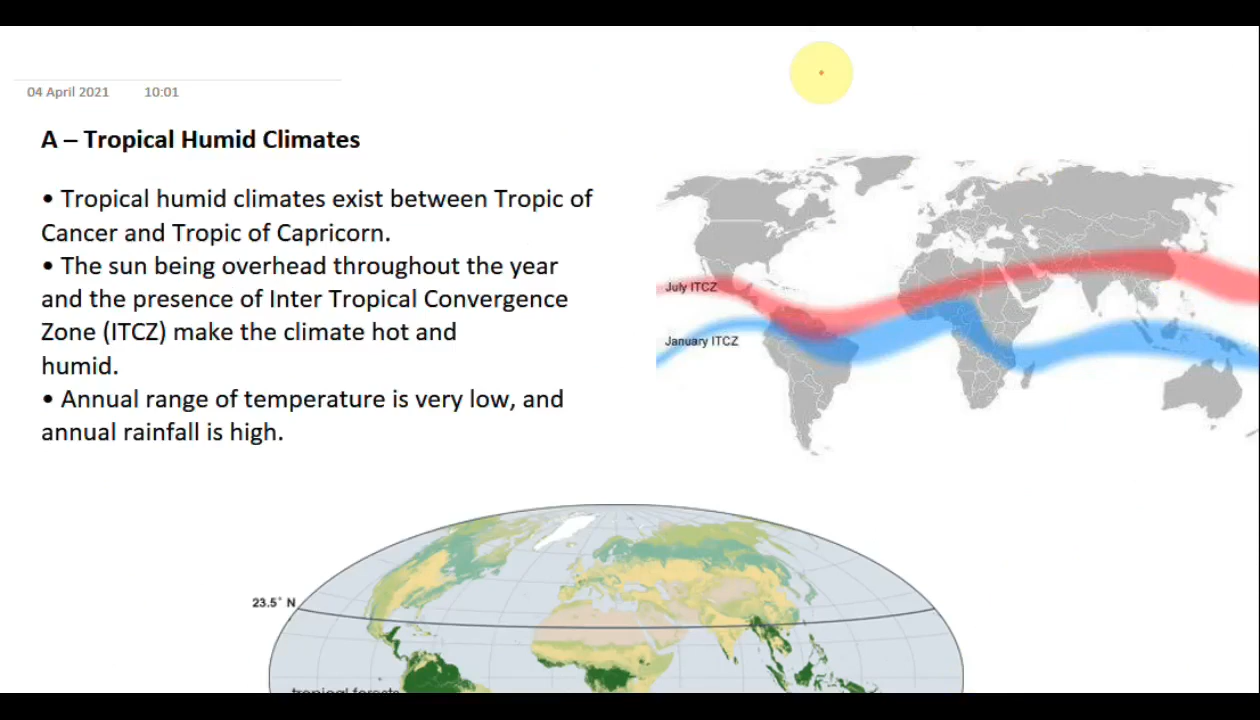 04 April 2021 10:01
A – Tropical Humid Climates
• Tropical humid climates exist between Tropic of
Cancer and Tropic of Capricorn.
• The sun being overhead throughout the year
and the presence of Inter Tropical Convergence
Zone (ITCZ) make the climate hot and
humid.
• Annual range of temperature is very low, and
annual rainfall is high.
July ITCZ
January ITCZ
23.5° N
tropical forests